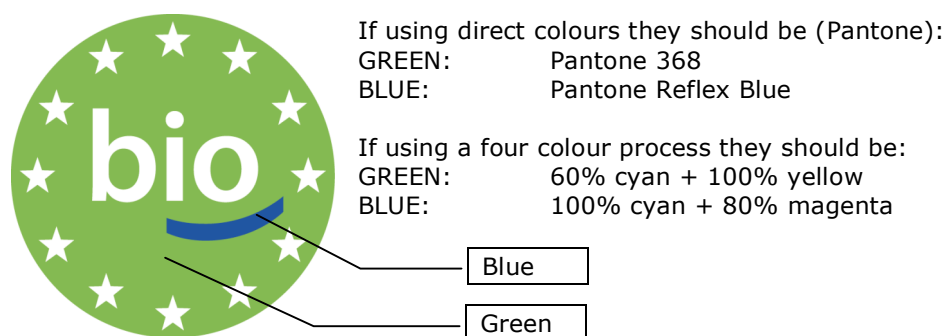 bio
If using direct colours they should be (Pantone):
GREEN: Pantone 368
BLUE: Pantone Reflex Blue
If using a four colour process they should be:
GREEN: 60% cyan + 100% yellow
BLUE: 100% cyan + 80% magenta
Blue
Green